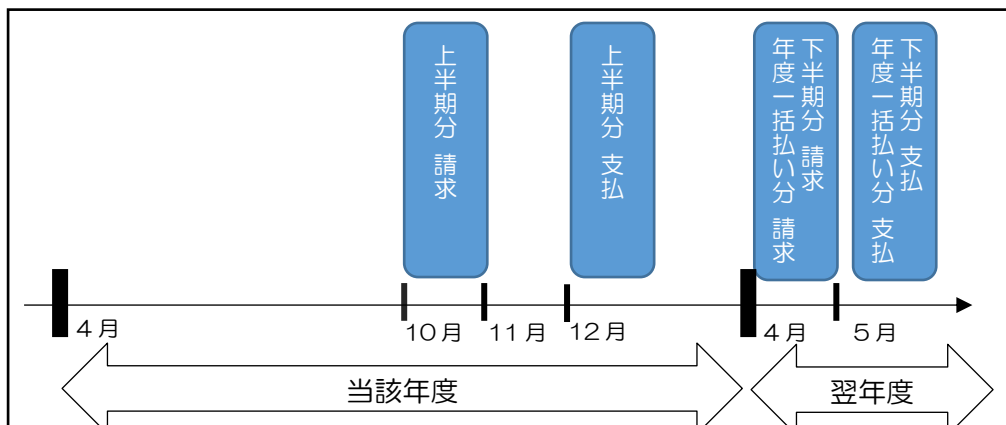 上半期分 請求
上半期分 支払
下半期分 請求
年度一括払い分 請求
下半期分 支払
年度一括払い分 支払
4月
10月
11月
12月
4月
5月
当該年度
翌年度